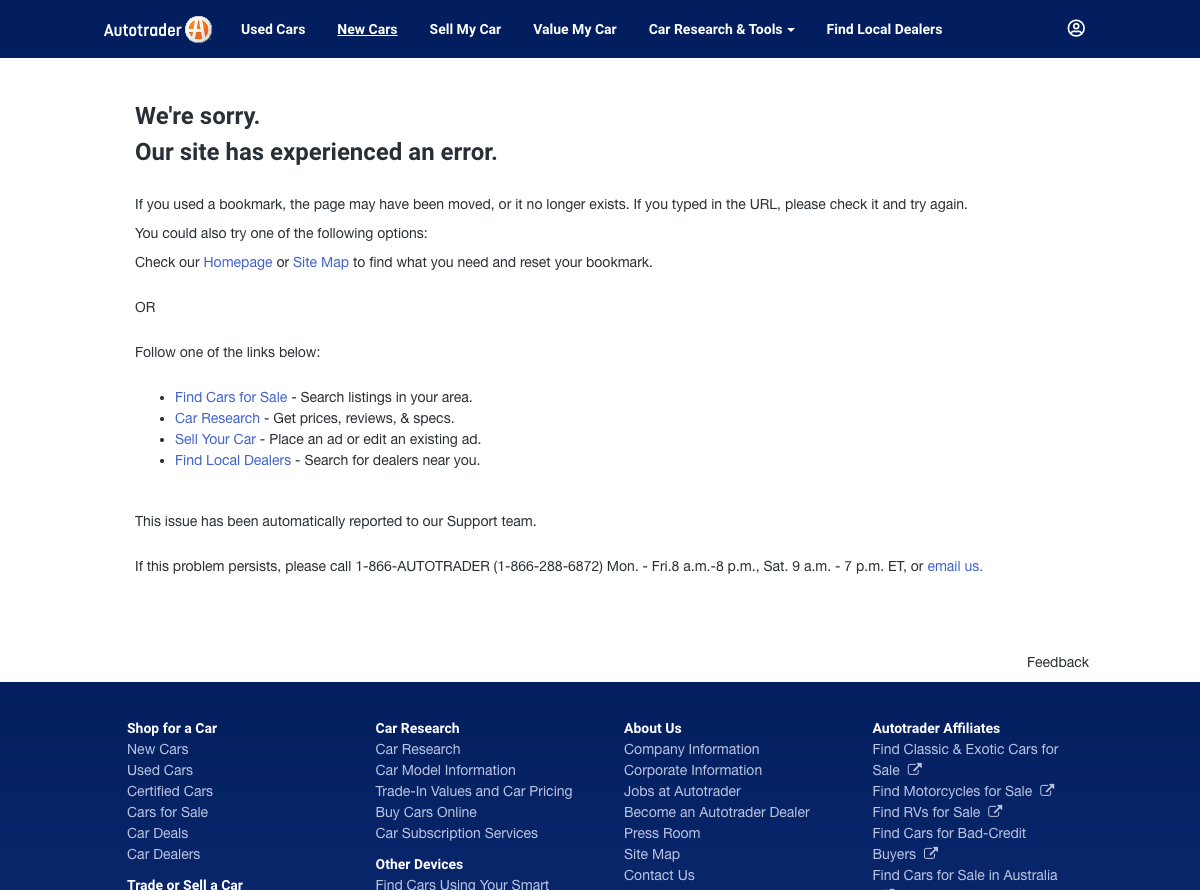 Autotrader Used Cars New Cars Sell My Car Value My Car Car Research & Tools Find Local Dealers
We're sorry.
Our site has experienced an error.
If you used a bookmark, the page may have been moved, or it no longer exists. If you typed in the URL, please check it and try again.
You could also try one of the following options:
Check our Homepage or Site Map to find what you need and reset your bookmark.
OR
Follow one of the links below:
• Find Cars for Sale - Search listings in your area.
• Car Research - Get prices, reviews, & specs.
• Sell Your Car - Place an ad or edit an existing ad.
• Find Local Dealers - Search for dealers near you.
This issue has been automatically reported to our Support team.
If this problem persists, please call 1-866-AUTOTRADER (1-866-288-6872) Mon. - Fri.8 a.m.-8 p.m., Sat. 9 a.m. - 7 p.m. ET, or email us.
Feedback
Shop for a Car
New Cars
Used Cars
Certified Cars
Cars for Sale
Car Deals
Car Dealers
Trade or Sell a Car
Car Research
Car Research
Car Model Information
Trade-In Values and Car Pricing
Buy Cars Online
Car Subscription Services
Other Devices
Find Cars Using Your Smart
About Us
Company Information
Corporate Information
Jobs at Autotrader
Become an Autotrader Dealer
Press Room
Site Map
Contact Us
Autotrader Affiliates
Find Classic & Exotic Cars for
Sale
Find Motorcycles for Sale
Find RVs for Sale
Find Cars for Bad-Credit
Buyers
Find Cars for Sale in Australia